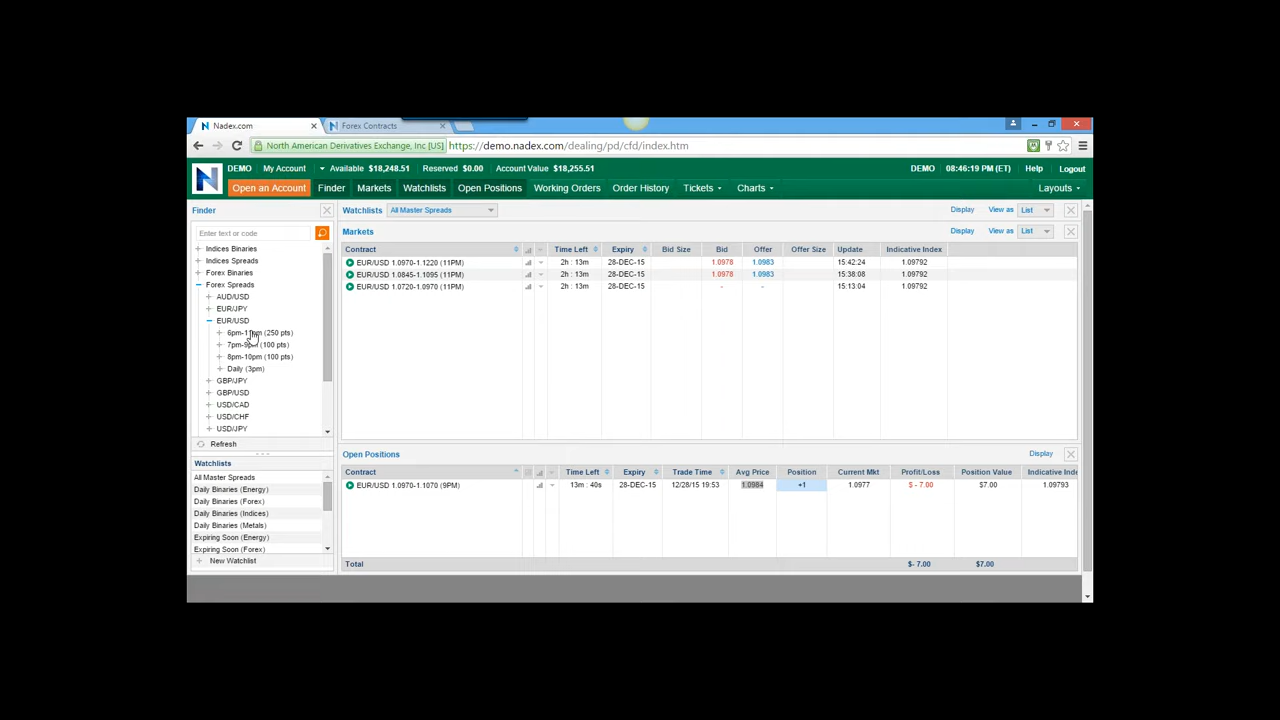 Nadex.com
Forex Contracts
North American Derivatives Exchange, Inc [US] https://demo.nadex.com/dealing/pd/cfd/index.htm
DEMO My Account Available $18,248.51 Reserved $0.00 Account Value $18,255.51 DEMO 08:46:19 PM (ET) Help Logout
Open an Account Finder Markets Watchlists Open Positions Working Orders Order History Tickets Charts Layouts
Finder
Enter text or code
Indices Binaries
Indices Spreads
Forex Binaries
Forex Spreads
AUD/USD
EUR/JPY
EUR/USD
6pm-11pm (250 pts)
7pm-9pm (100 pts)
8pm-10pm (100 pts)
Daily (3pm)
GBP/JPY
GBP/USD
USD/CAD
USD/CHF
USD/JPY
Refresh
Watchlists
All Master Spreads
Daily Binaries (Energy)
Daily Binaries (Forex)
Daily Binaries (Indices)
Daily Binaries (Metals)
Expiring Soon (Energy)
Expiring Soon (Forex)
New Watchlist
Watchlists All Master Spreads Display View as List
Markets Display View as List
Contract Time Left Expiry Bid Size Bid Offer Offer Size Update Indicative Index
EUR/USD 1.0970-1.1220 (11PM) 2h : 13m 28-DEC-15 1.0978 1.0983 15:42:24 1.09792
EUR/USD 1.0845-1.1095 (11PM) 2h : 13m 28-DEC-15 1.0978 1.0983 15:38:08 1.09792
EUR/USD 1.0720-1.0970 (11PM) 2h : 13m 28-DEC-15 - - 15:13:04 1.09792
Open Positions Display
Contract Time Left Expiry Trade Time Avg Price Position Current Mkt Profit/Loss Position Value Indicative Inde
EUR/USD 1.0970-1.1070 (9PM) 13m : 40s 28-DEC-15 12/28/15 19:53 1.0984 +1 1.0977 $ - 7.00 $7.00 1.09793
Total $- 7.00 $7.00